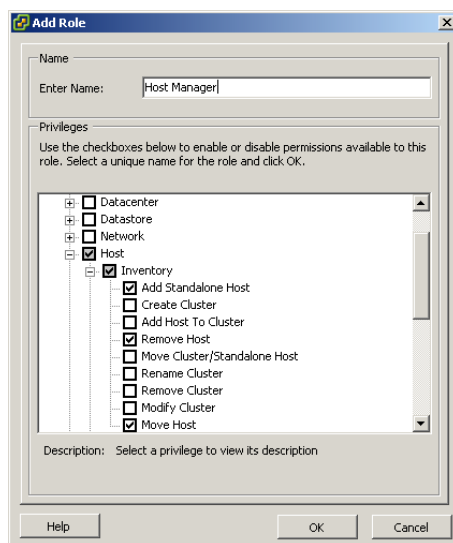 Add Role
Name
Enter Name: Host Manager
Privileges
Use the checkboxes below to enable or disable permissions available to this
role. Select a unique name for the role and click OK.
Datacenter
Datastore
Network
Host
Inventory
Add Standalone Host
Create Cluster
Add Host To Cluster
Remove Host
Move Cluster/Standalone Host
Rename Cluster
Remove Cluster
Modify Cluster
Move Host
Description: Select a privilege to view its description
Help OK Cancel